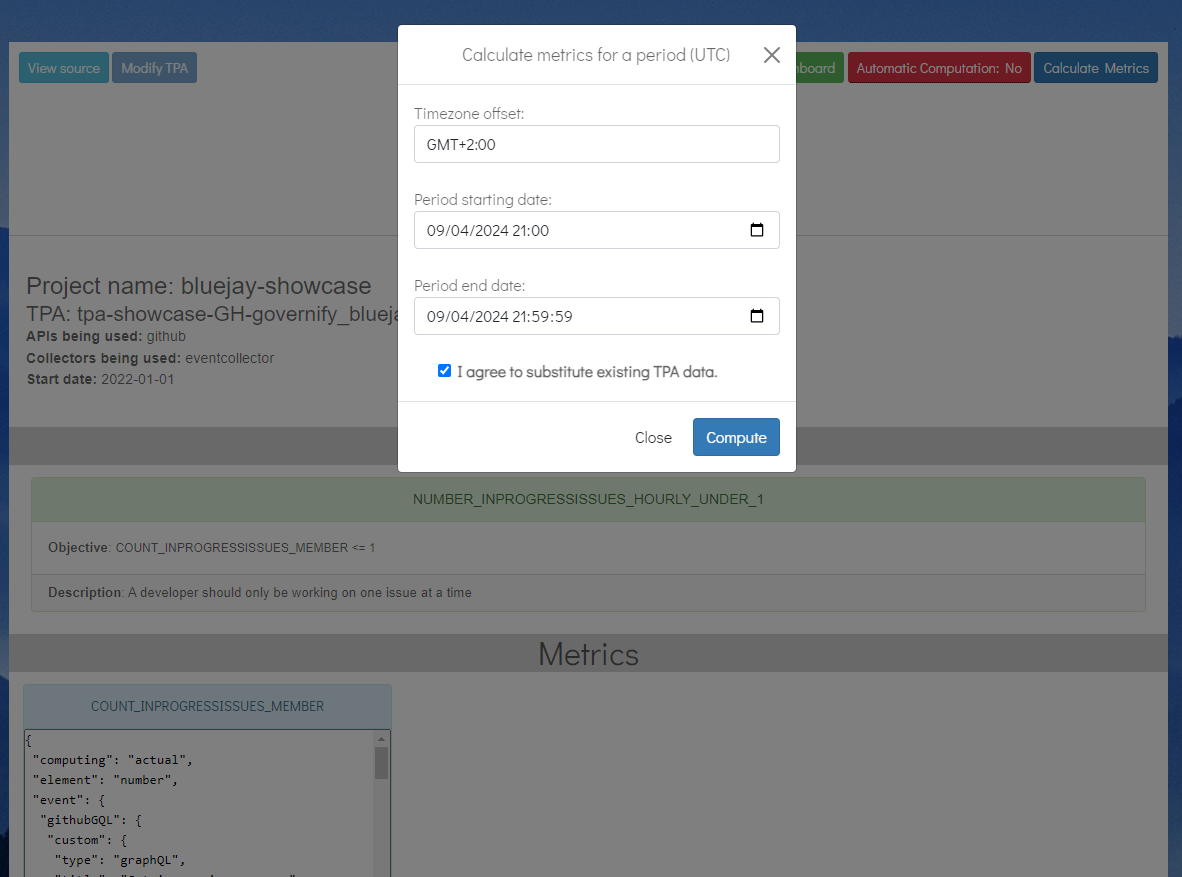 Calculate metrics for a period (UTC)
View source
Modify TPA
board
Automatic Computation: No
Calculate Metrics
Timezone offset:
GMT+2:00
Period starting date:
09/04/2024 21:00
Period end date:
09/04/2024 21:59:59
I agree to substitute existing TPA data.
Close
Compute
Project name: bluejay-showcase
TPA: tpa-showcase-GH-governify_blueja
APIs being used: github
Collectors being used: eventcollector
Start date: 2022-01-01
NUMBER_INPROGRESSISSUES_HOURLY_UNDER_1
Objective: COUNT_INPROGRESSISSUES_MEMBER <= 1
Description: A developer should only be working on one issue at a time
Metrics
COUNT_INPROGRESSISSUES_MEMBER
{
"computing": "actual",
"element": "number",
"event": {
"githubGQL": {
"custom": {
"type": "graphQL",